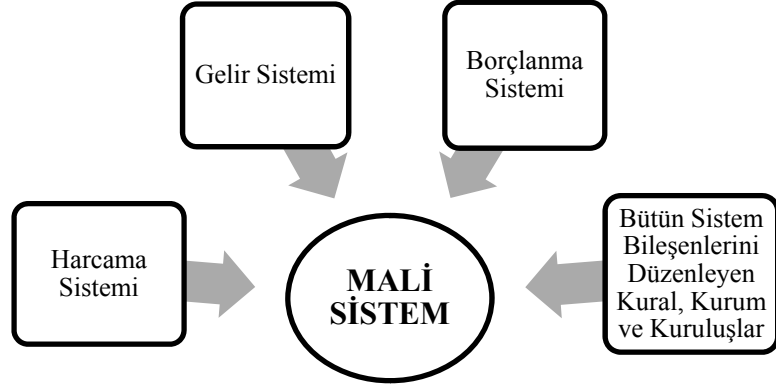 Gelir Sistemi
Borçlanma
Sistemi
Harcama
Sistemi
MALİ
SİSTEM
Bütün Sistem
Bileşenlerini
Düzenleyen
Kural, Kurum
ve Kuruluşlar